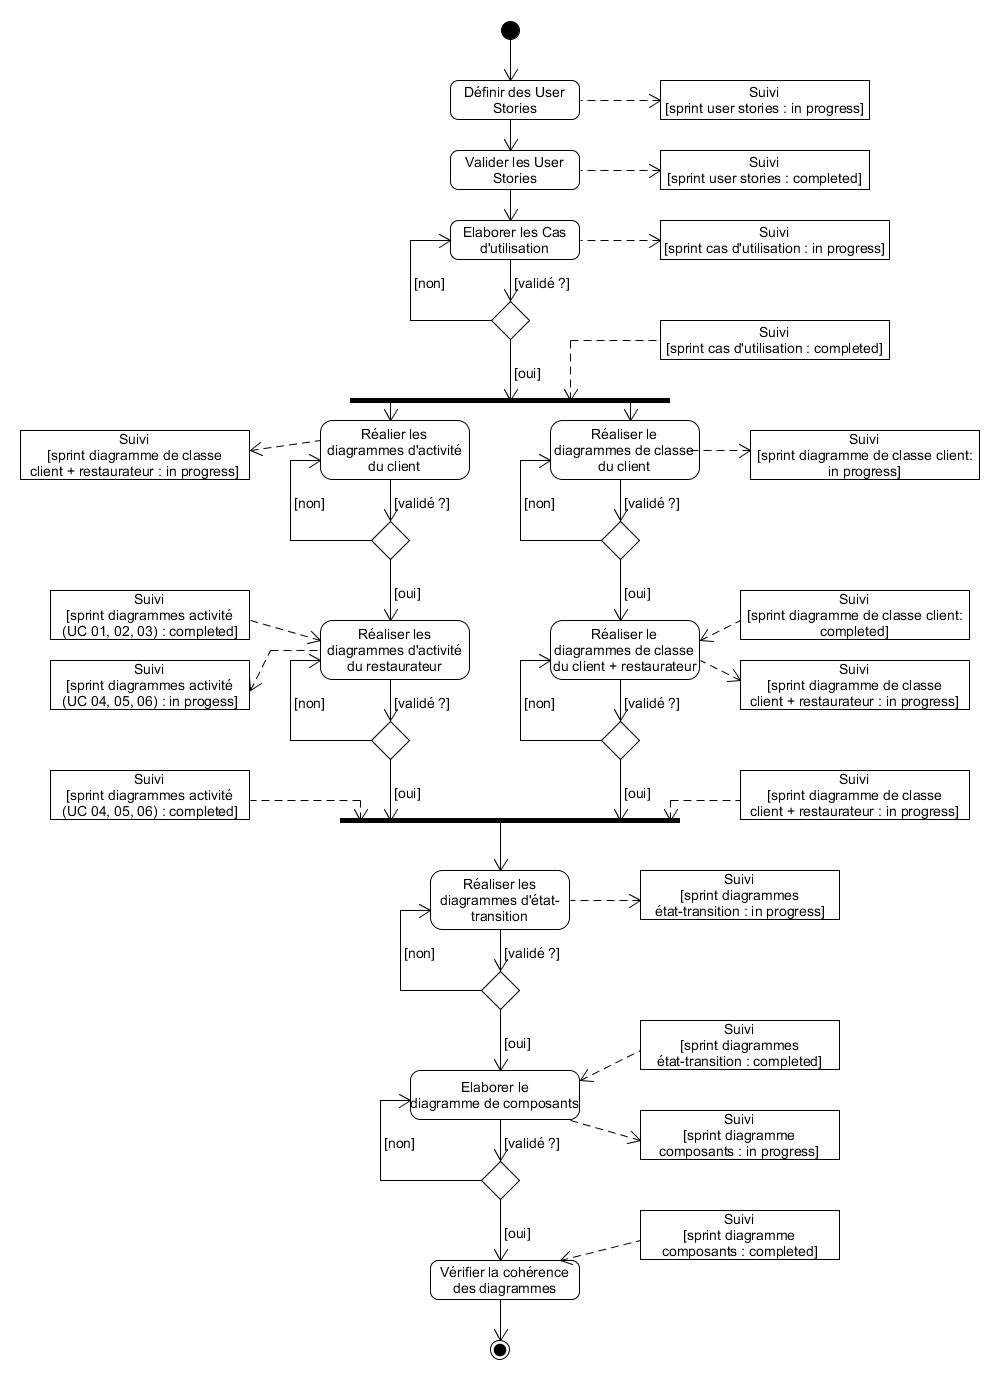 Définir des User
Stories
Suivi
[sprint user stories : in progress]
Valider les User
Stories
Suivi
[sprint user stories : completed]
Elaborer les Cas
d'utilisation
Suivi
[sprint cas d'utilisation : in progress]
[non]
[validé ?]
Suivi
[sprint cas d'utilisation : completed]
[oui]
Suivi
[sprint diagramme de classe
client + restaurateur : in progress]
Réalier les
diagrammes d'activité
du client
Réaliser le
diagrammes de classe
du client
Suivi
[sprint diagramme de classe client:
in progress]
[non]
[validé ?]
[non]
[validé ?]
[oui]
[oui]
Suivi
[sprint diagrammes activité
(UC 01, 02, 03) : completed]
Suivi
[sprint diagrammes activité
(UC 04, 05, 06) : in progess]
Réaliser les
diagrammes d'activité
du restaurateur
Réaliser le
diagrammes de classe
du client + restaurateur
Suivi
[sprint diagramme de classe client:
completed]
Suivi
[sprint diagramme de classe
client + restaurateur : in progress]
[non]
[validé ?]
[non]
[validé ?]
Suivi
[sprint diagrammes activité
(UC 04, 05, 06) : completed]
[oui]
[oui]
Suivi
[sprint diagramme de classe
client + restaurateur : in progress]
Réaliser les
diagrammes d'état-
transition
Suivi
[sprint diagrammes
état-transition : in progress]
[non]
[validé ?]
[oui]
Suivi
[sprint diagrammes
état-transition : completed]
Elaborer le
diagramme de composants
Suivi
[sprint diagramme
composants : in progress]
[non]
[validé ?]
[oui]
Suivi
[sprint diagramme
composants : completed]
Vérifier la cohérence
des diagrammes